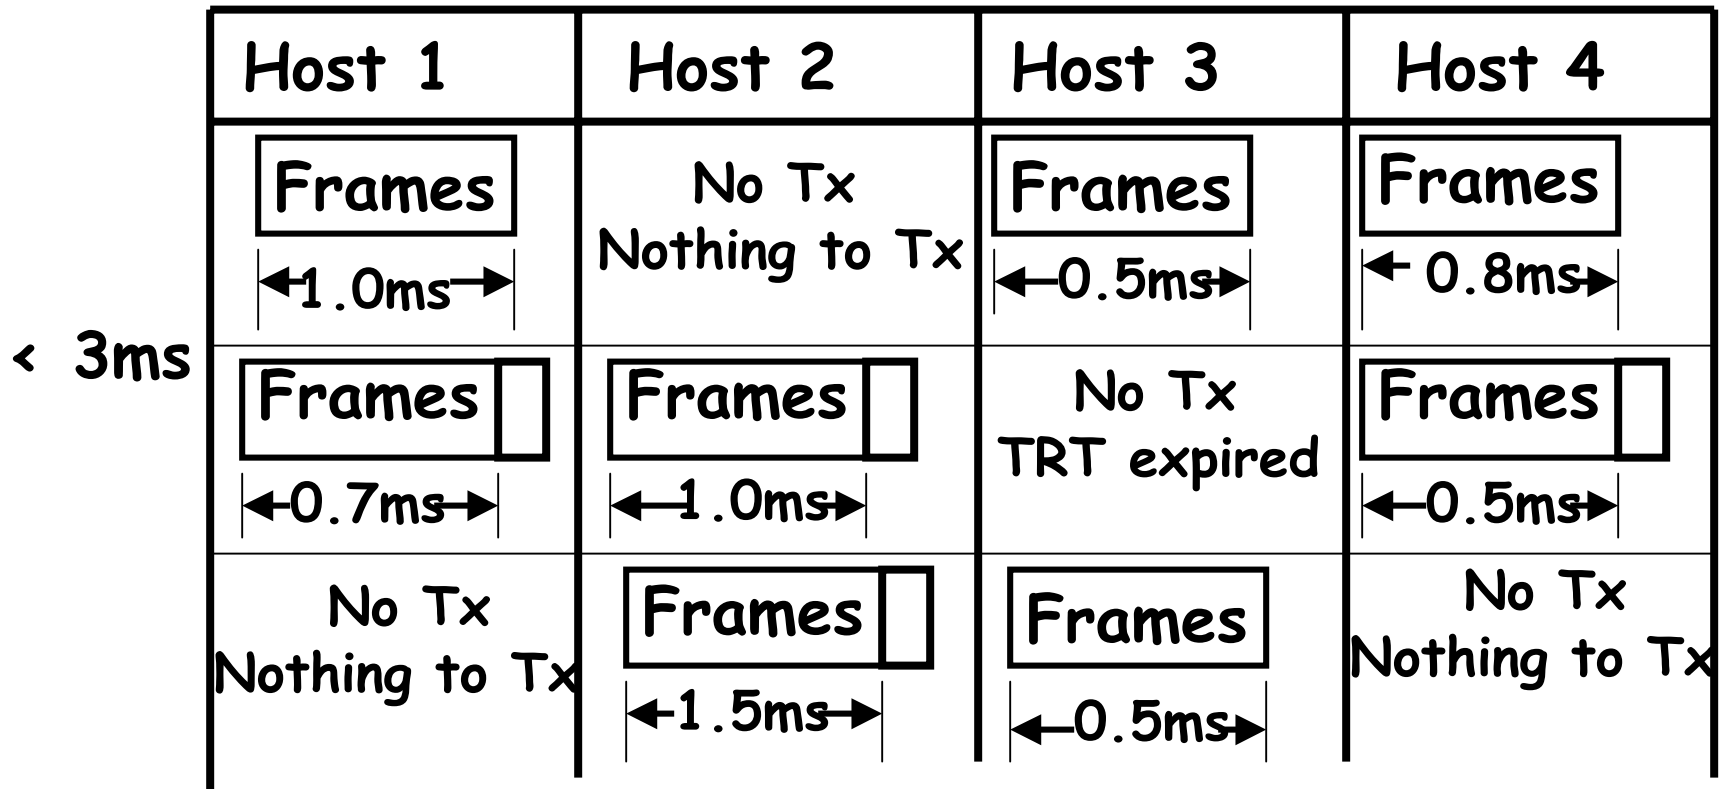 Host 1 Host 2 Host 3 Host 4
Frames No Tx Frames Frames
Nothing to Tx
1.0ms 0.5ms 0.8ms
< 3ms
Frames Frames No Tx Frames
TRT expired
0.7ms 1.0ms 0.5ms
No Tx Frames Frames No Tx
Nothing to Tx Nothing to Tx
1.5ms 0.5ms